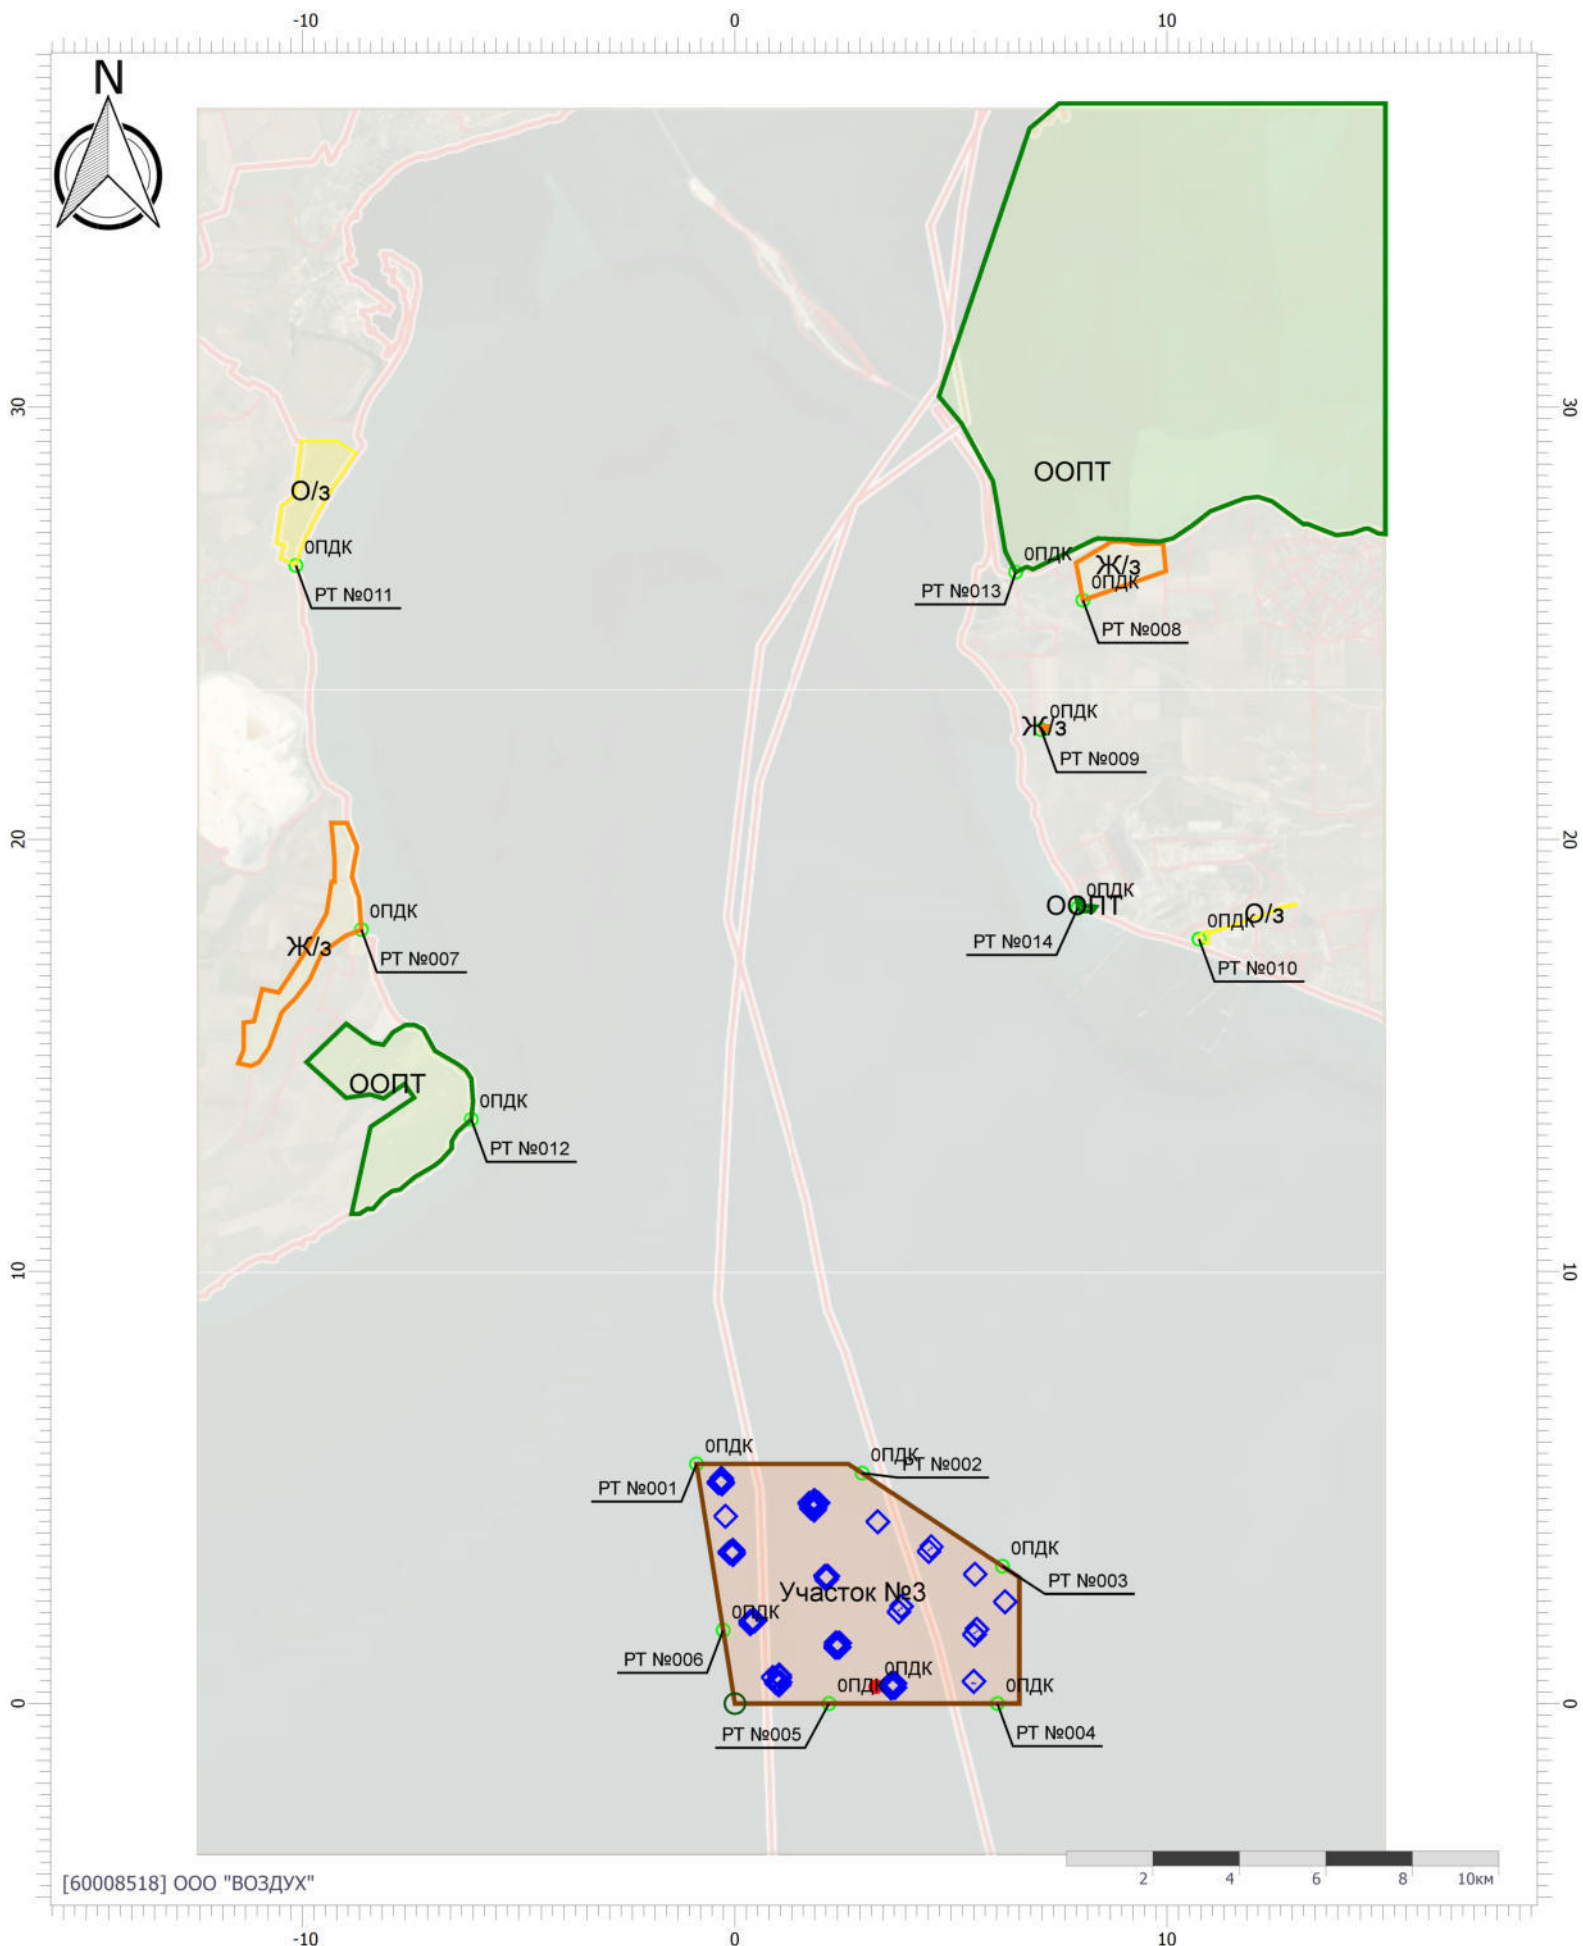 -10 0 10
N
30 30
ООПТ
О/з
0ПДК
РТ №011
0ПДК
РТ №013
Ж/з
0ПДК
РТ №008
0ПДК
Ж/з
РТ №009
20 20
0ПДК
ООПТ
РТ №014
О/з
0ПДК
РТ №010
0ПДК
Ж/з
РТ №007
ООПТ
0ПДК
РТ №012
10 10
0ПДК
РТ №001
0ПДК
РТ №002
0ПДК
РТ №003
Участок №3
0ПДК
РТ №006
0ПДК
0ПДК
0ПДК
РТ №005
РТ №004
0 0
2 4 6 8 10км
[60008518] ООО "ВОЗДУХ"
-10 0 10